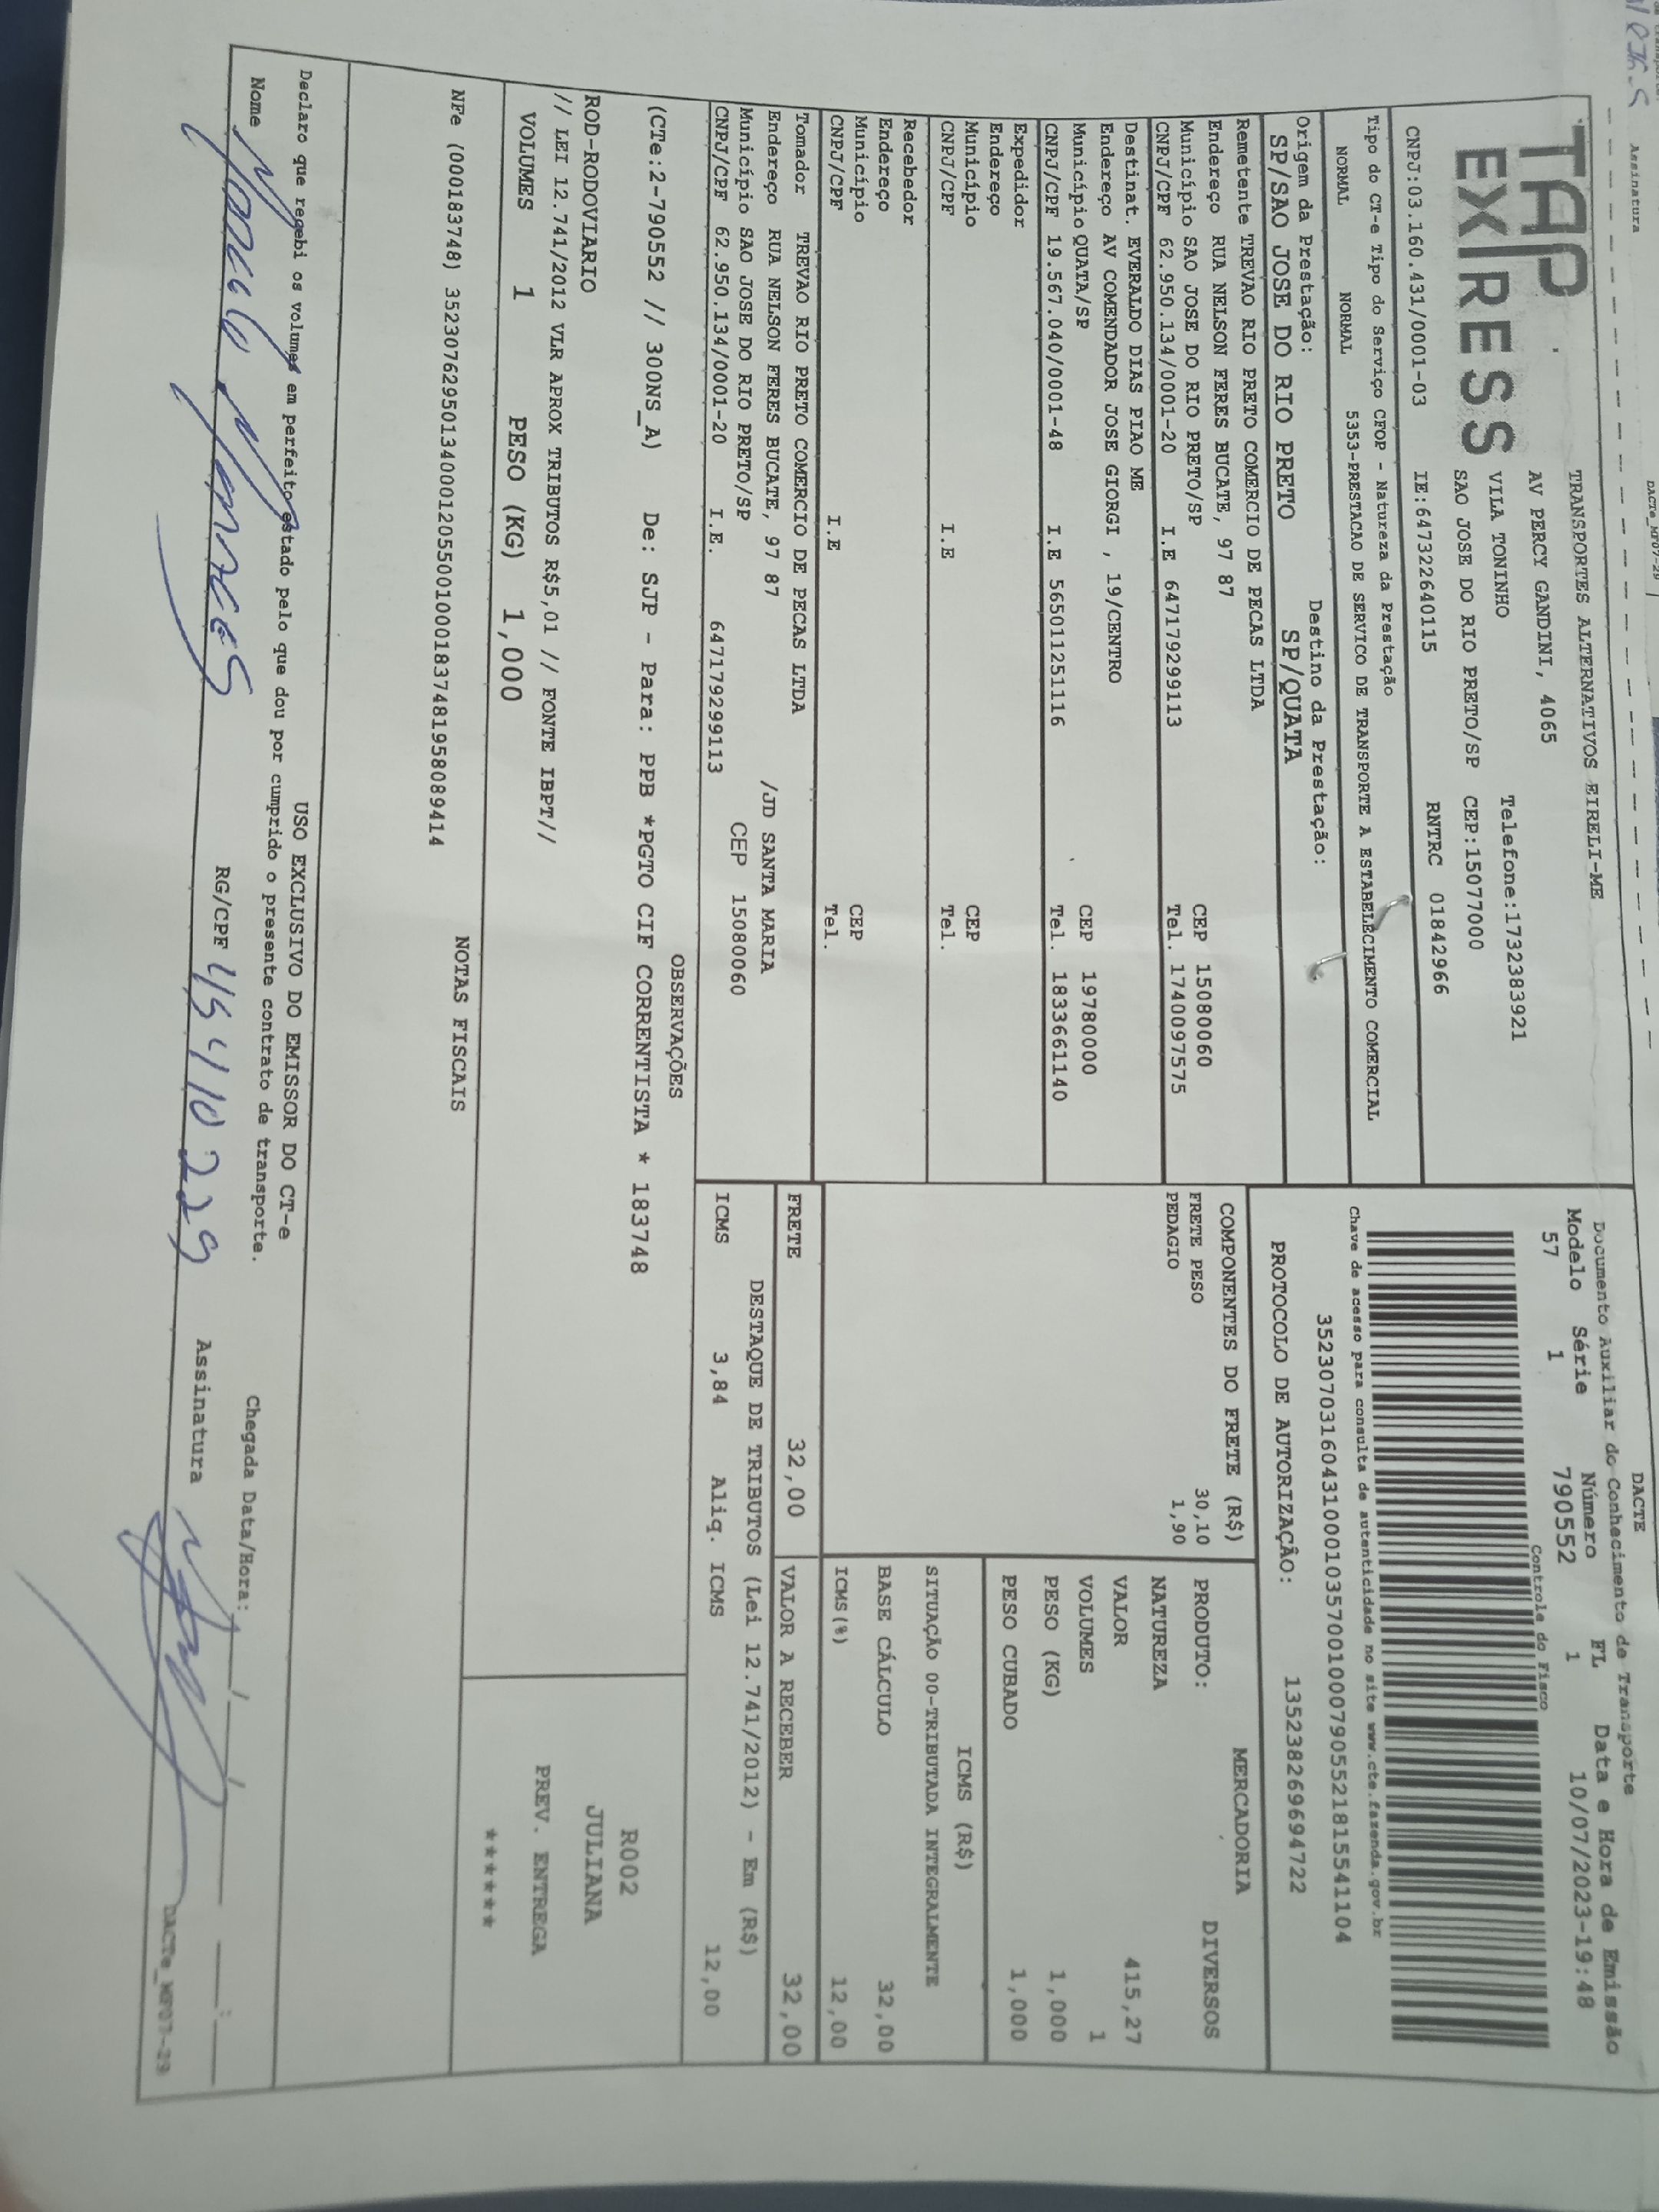 Assinatura
DACTe_MF07-29
TAP
EXPRESS
TRANSPORTES ALTERNATIVOS EIRELI-ME
AV PERCY GANDINI, 4065
VILA TONINHO
Telefone:1732383921
SAO JOSE DO RIO PRETO/SP CEP:15077000
CNPJ:03.160.431/0001-03 IE:647322640115 RNTRC 01842966
DACTE
Documento Auxiliar do Conhecimento de Transporte
Modelo Série Número FL Data e Hora de Emissão
57 1 790552 1 10/07/2023-19:48
Controle do Fisco
Chave de acesso para consulta de autenticidade no site www.cte.fazenda.gov.br
35230703160431000103570010007905521815541104
PROTOCOLO DE AUTORIZAÇÃO: 135238269694722
Tipo do CT-e Tipo do Serviço CFOP - Natureza da Prestação
NORMAL NORMAL 5353-PRESTACAO DE SERVICO DE TRANSPORTE A ESTABELECIMENTO COMERCIAL
Origem da Prestação: Destino da Prestação:
SP/SAO JOSE DO RIO PRETO SP/QUATA
Remetente TREVAO RIO PRETO COMERCIO DE PECAS LTDA
Endereço RUA NELSON FERES BUCATE, 97 87
Município SAO JOSE DO RIO PRETO/SP CEP 15080060
CNPJ/CPF 62.950.134/0001-20 I.E 647179299113 Tel. 1740097575
Destinat. EVERALDO DIAS PIAO ME
Endereço AV COMENDADOR JOSE GIORGI , 19/CENTRO
Município QUATA/SP CEP 19780000
CNPJ/CPF 19.567.040/0001-48 I.E 565011251116 Tel. 1833661140
Expedidor
Endereço
Município CEP
CNPJ/CPF I.E Tel.
Recebedor
Endereço
Município CEP
CNPJ/CPF I.E Tel.
Tomador TREVAO RIO PRETO COMERCIO DE PECAS LTDA
Endereço RUA NELSON FERES BUCATE, 97 87 /JD SANTA MARIA
Município SAO JOSE DO RIO PRETO/SP CEP 15080060
CNPJ/CPF 62.950.134/0001-20 I.E. 647179299113
COMPONENTES DO FRETE (R$)
FRETE PESO 30,10
PEDAGIO 1,90
MERCADORIA
PRODUTO: DIVERSOS
NATUREZA
VALOR 415,27
VOLUMES 1
PESO (KG) 1,000
PESO CUBADO 1,000
ICMS (R$)
SITUAÇÃO 00-TRIBUTADA INTEGRALMENTE
BASE CÁLCULO 32,00
ICMS(%) 12,00
FRETE 32,00 VALOR A RECEBER 32,00
DESTAQUE DE TRIBUTOS (Lei 12.741/2012) - Em (R$)
ICMS 3,84 Aliq. ICMS 12,00
OBSERVAÇÕES
(CTe:2-790552 // 300NS_A) De: SJP - Para: PPB *PGTO CIF CORRENTISTA * 183748
ROD-RODOVIARIO
// LEI 12.741/2012 VLR APROX TRIBUTOS R$5,01 // FONTE IBPT//
VOLUMES 1 PESO (KG) 1,000
R002
JULIANA
PREV. ENTREGA
******
NOTAS FISCAIS
NFe (000183748) 35230762950134000120550010001837481958089414
USO EXCLUSIVO DO EMISSOR DO CT-e
Declaro que recebi os volumes em perfeito estado pelo que dou por cumprido o presente contrato de transporte.
Chegada Data/Hora:__/__/____ __:__
Nome RG/CPF 45410229 Assinatura
DACTe_MF07-29